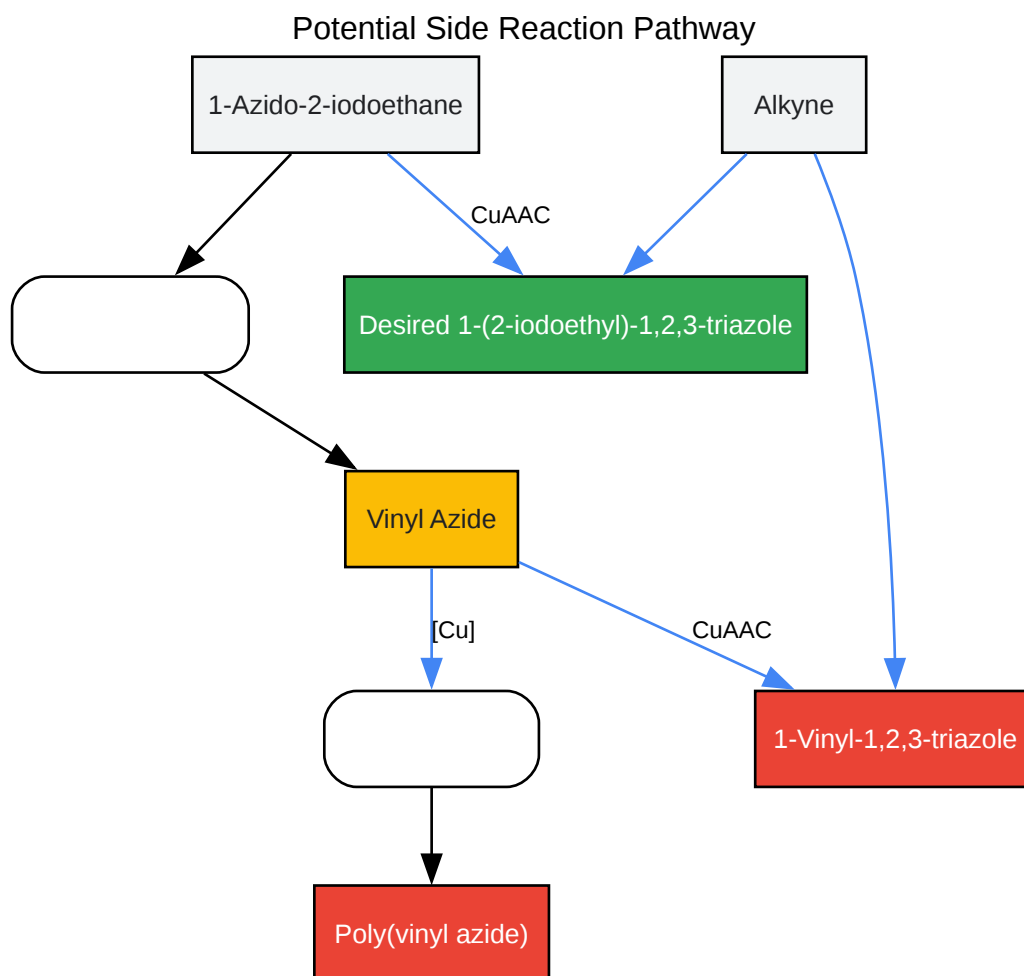 Potential Side Reaction Pathway
1-Azido-2-iodoethane
Alkyne
CuAAC
Desired 1-(2-iodoethyl)-1,2,3-triazole
Vinyl Azide
[Cu]
CuAAC
1-Vinyl-1,2,3-triazole
Poly(vinyl azide)